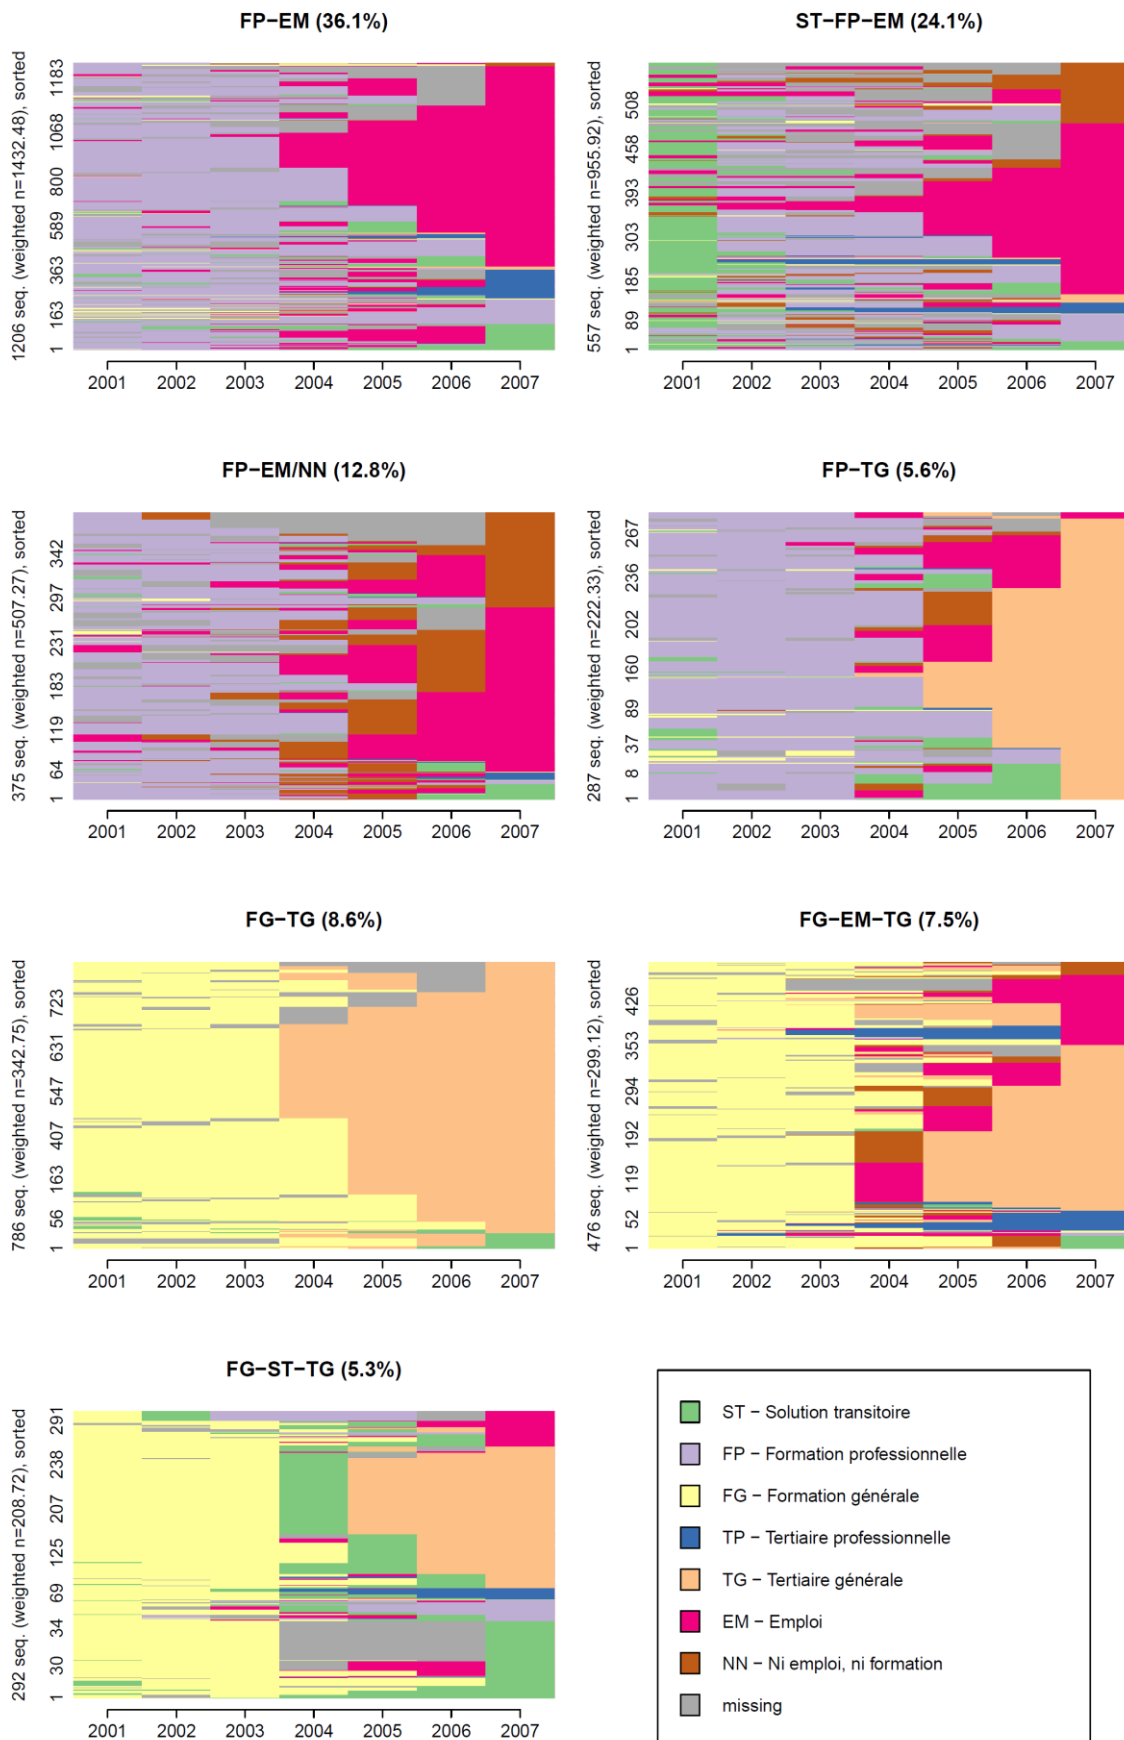 FP−EM (36.1%)
1206 seq. (weighted n=1432.48), sorted
1 163 363 589 800 1068 1183
2001 2002 2003 2004 2005 2006 2007
ST−FP−EM (24.1%)
557 seq. (weighted n=955.92), sorted
1 89 185 303 393 458 508
2001 2002 2003 2004 2005 2006 2007
FP−EM/NN (12.8%)
375 seq. (weighted n=507.27), sorted
1 64 119 183 231 297 342
2001 2002 2003 2004 2005 2006 2007
FP−TG (5.6%)
287 seq. (weighted n=222.33), sorted
1 8 37 89 160 202 236 267
2001 2002 2003 2004 2005 2006 2007
FG−TG (8.6%)
786 seq. (weighted n=342.75), sorted
1 56 163 407 547 631 723
2001 2002 2003 2004 2005 2006 2007
FG−EM−TG (7.5%)
476 seq. (weighted n=299.12), sorted
1 52 119 192 294 353 426
2001 2002 2003 2004 2005 2006 2007
FG−ST−TG (5.3%)
292 seq. (weighted n=208.72), sorted
1 30 34 69 125 207 238 291
2001 2002 2003 2004 2005 2006 2007
ST − Solution transitoire
FP − Formation professionnelle
FG − Formation générale
TP − Tertiaire professionnelle
TG − Tertiaire générale
EM − Emploi
NN − Ni emploi, ni formation
missing